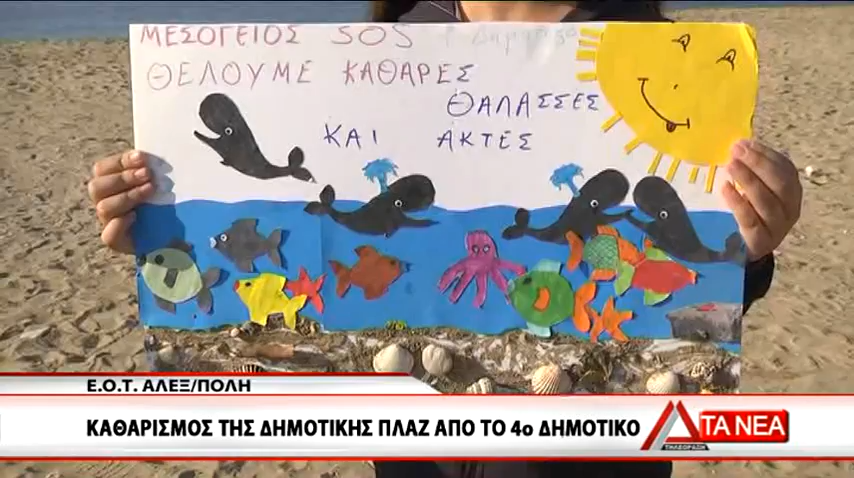 ΜΕΣΟΓΕΙΟΣ SOS
ΘΕΛΟΥΜΕ ΚΑΘΑΡΕΣ
ΘΑΛΑΣΣΕΣ
ΚΑΙ ΑΚΤΕΣ
Ε.Ο.Τ. ΑΛΕΞ/ΠΟΛΗ
ΚΑΘΑΡΙΣΜΟΣ ΤΗΣ ΔΗΜΟΤΙΚΗΣ ΠΛΑΖ ΑΠΟ ΤΟ 4ο ΔΗΜΟΤΙΚΟ
ΤΑ ΝΕΑ
ΤΗΛΕΟΡΑΣΗ